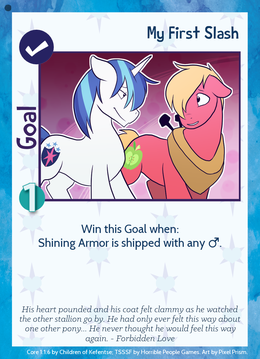 My First Slash
Goal
1
Win this Goal when:
Shining Armor is shipped with any ♂.
His heart pounded and his coat felt clammy as he watched
the other stallion go by. He had only ever felt this way about
one other pony... He never thought he would feel this way
again. - Forbidden Love
Core 1.1.6 by Children of Kefentse. TSSSF by Horrible People Games. Art by Pixel Prism.